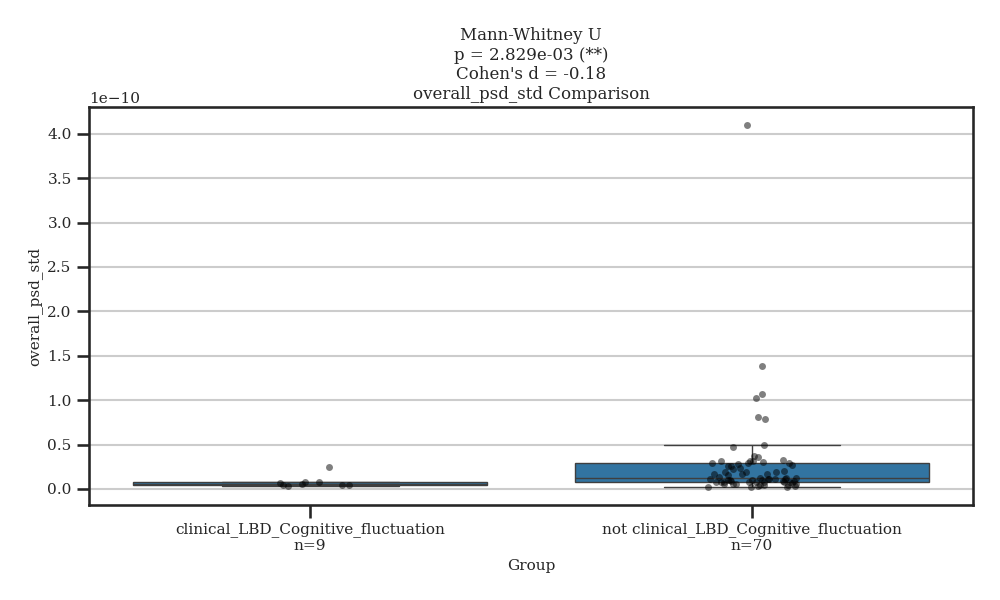 Mann-Whitney U
p = 2.829e-03 (**)
Cohen's d = -0.18
overall_psd_std Comparison
1e−10
4.0
3.5
3.0
2.5
2.0
1.5
1.0
0.5
0.0
overall_psd_std
clinical_LBD_Cognitive_fluctuation
n=9
not clinical_LBD_Cognitive_fluctuation
n=70
Group